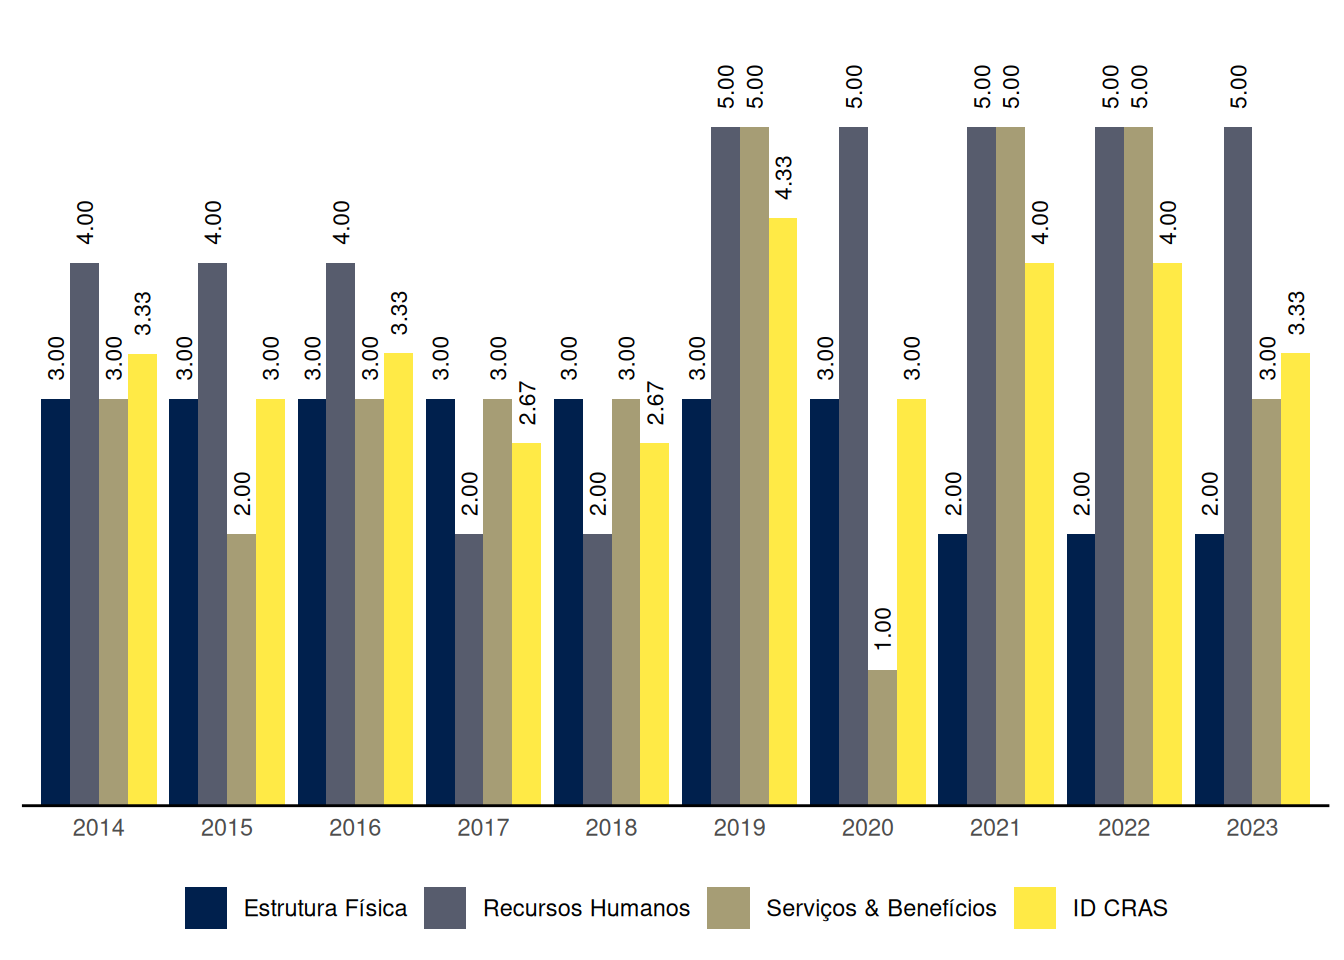 5.00 5.00 5.00 5.00 5.00 5.00 5.00 5.00
4.33
4.00 4.00 4.00 4.00 4.00
3.33 3.33 3.33
3.00 3.00 3.00 3.00 3.00 3.00 3.00 3.00 3.00 3.00 3.00 3.00 3.00 3.00
2.67 2.67
2.00 2.00 2.00 2.00 2.00 2.00
1.00
2014 2015 2016 2017 2018 2019 2020 2021 2022 2023
Estrutura Física Recursos Humanos Serviços & Benefícios ID CRAS